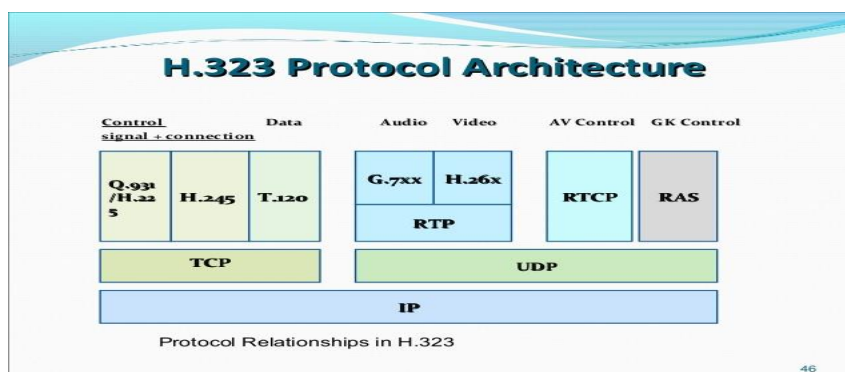 H.323 Protocol Architecture
Control
signal + connection
Data
Audio
Video
AV Control
GK Control
Q.931
/H.22
5
H.245
T.120
G.7xx
H.26x
RTP
RTCP
RAS
TCP
UDP
IP
Protocol Relationships in H.323
46